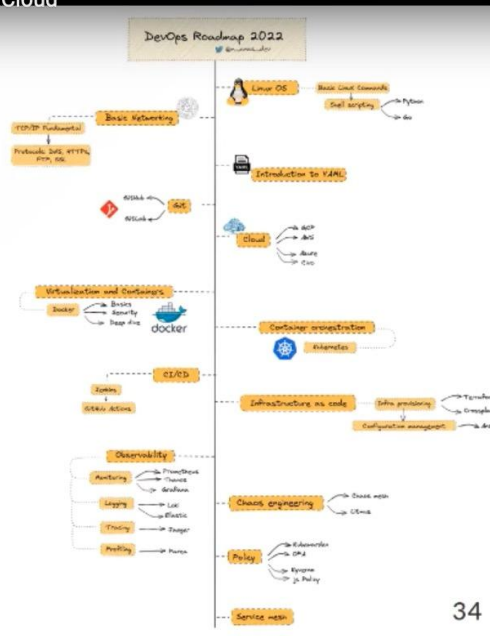 Cloud
DevOps Roadmap 2022
Linux OS
Basic Linux Commands
Shell scripting
Python
Go
Basic Networking
TCP/IP Fundamental
Introduction to YAML
YAML
Git
GitHub
GitLab
Cloud
GCP
AWS
Azure
Civo
Virtualization and Containers
Docker
Basics
Security
Deep dive
docker
Container orchestration
Kubernetes
CI/CD
Jenkins
GitHub Actions
Infrastructure as code
Infra provisioning
Configuration management
Observability
Monitoring
Prometheus
Thanos
Grafana
Logging
Loki
Elastic
Tracing
Jaeger
Profiling
Parca
Chaos engineering
Chaos mesh
Litmus
Policy
Kubewarden
OPA
Kyverno
js Policy
Service mesh
34